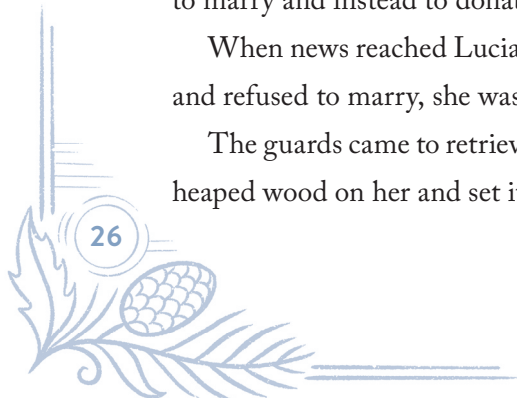 to marry and instead to dona
When news reached Lucia
and refused to marry, she was
The guards came to retriev
heaped wood on her and set i
26